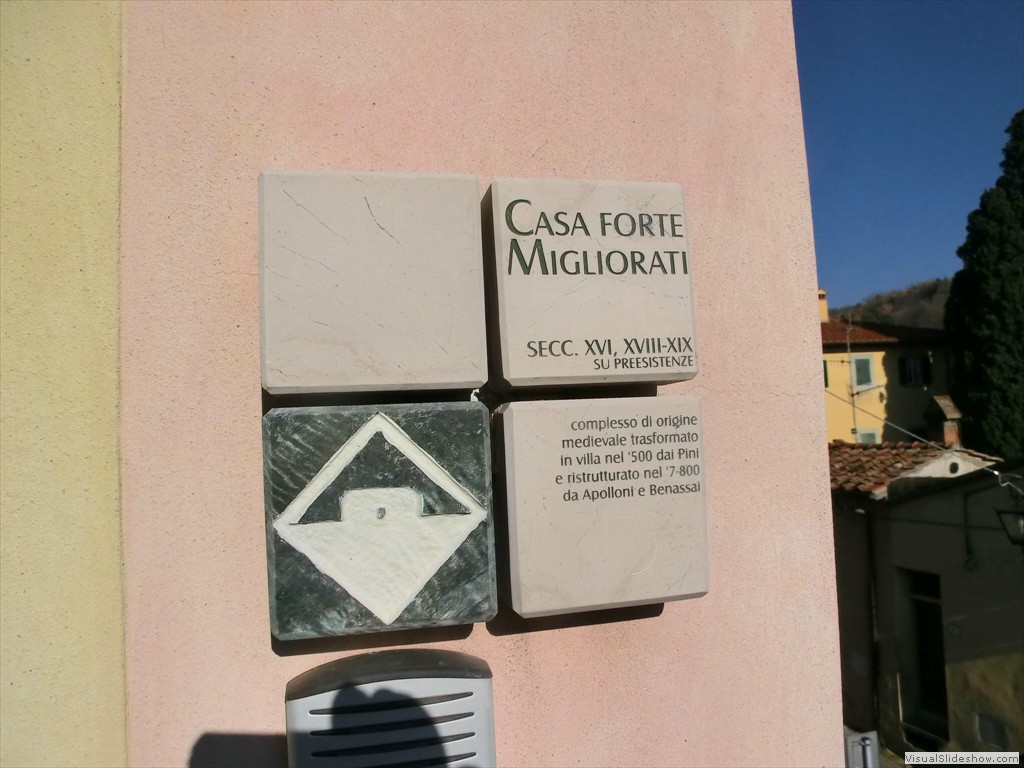 CASA FORTE
MIGLIORATI
SECC. XVI, XVIII-XIX
SU PREESISTENZE
complesso di origine
medievale trasformato
in villa nel '500 dai Pini
e ristrutturato nel '7-800
da Apolloni e Benassai
VisualSlideshow.com